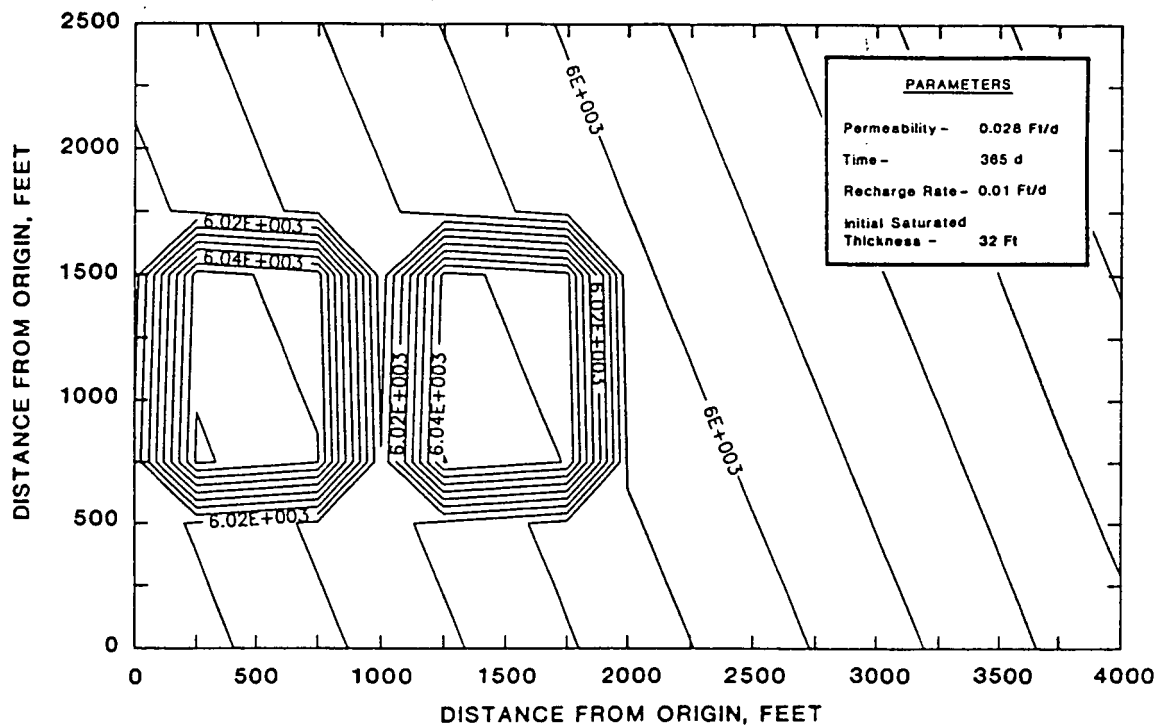 2500
2000
1500
1000
500
0
DISTANCE FROM ORIGIN, FEET
6E+003
6E+003
6.02E+003
6.04E+003
6.02E+003
6.02E+003
6.04E+003
6.02E+003
PARAMETERS
Permeability – 0.028 Ft/d
Time – 365 d
Recharge Rate – 0.01 Ft/d
Initial Saturated
Thickness – 32 Ft
0 500 1000 1500 2000 2500 3000 3500 4000
DISTANCE FROM ORIGIN, FEET